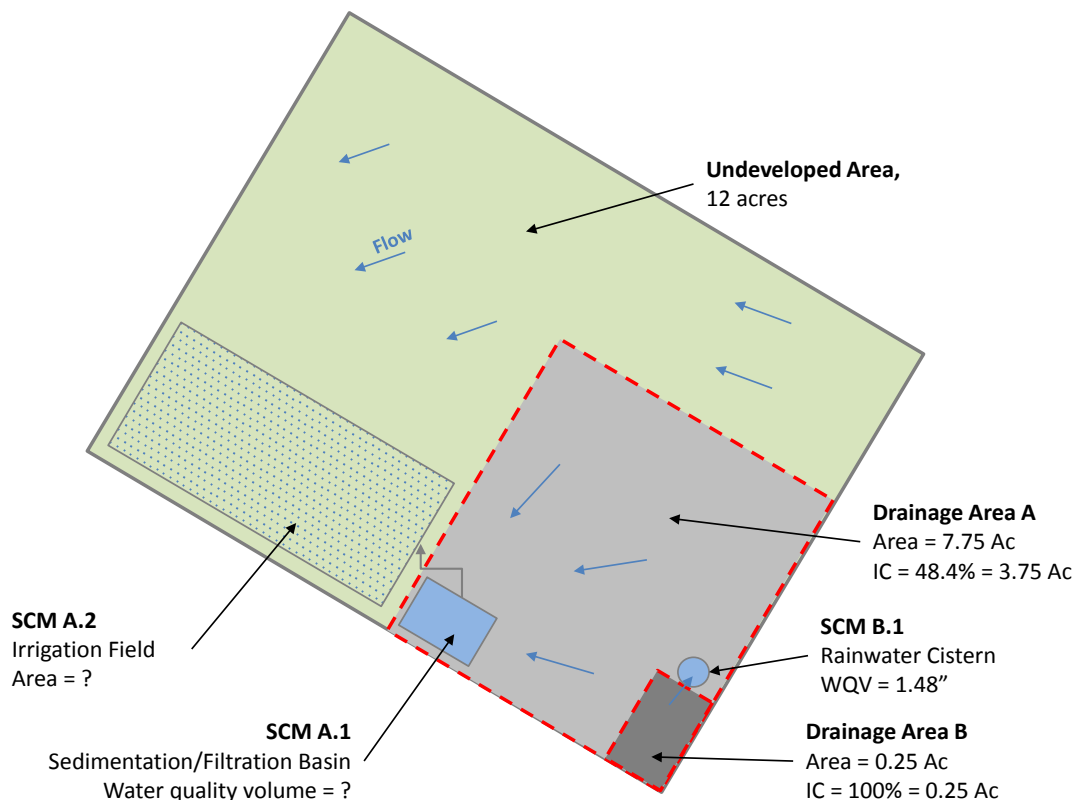 Undeveloped Area,
12 acres
Flow
Drainage Area A
Area = 7.75 Ac
IC = 48.4% = 3.75 Ac
SCM A.2
Irrigation Field
Area = ?
SCM B.1
Rainwater Cistern
WQV = 1.48”
SCM A.1
Sedimentation/Filtration Basin
Water quality volume = ?
Drainage Area B
Area = 0.25 Ac
IC = 100% = 0.25 Ac